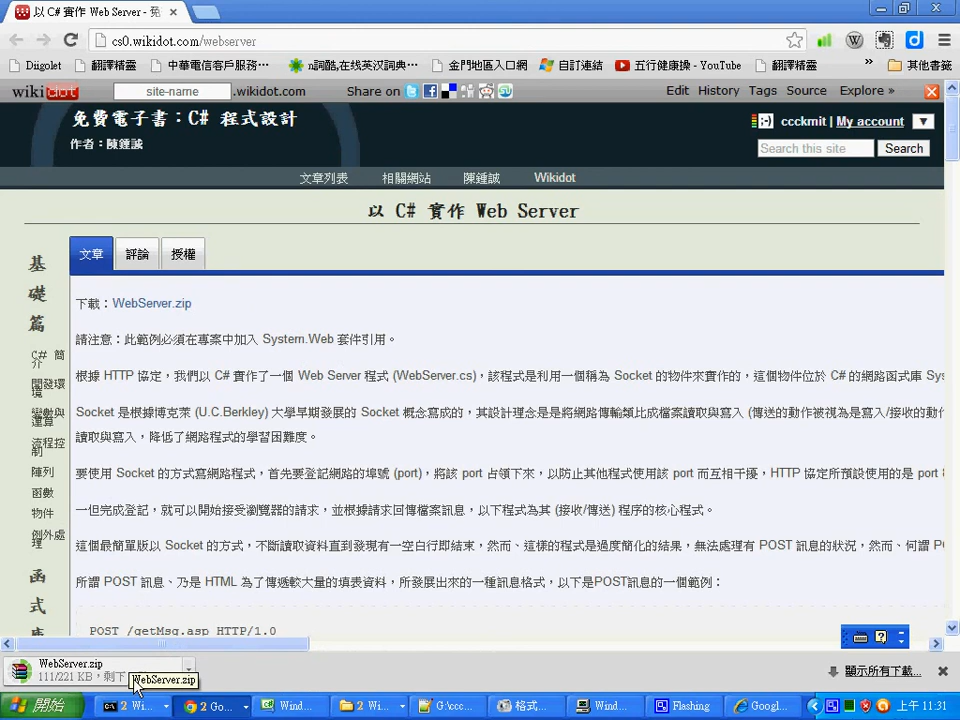 以 C# 實作 Web Server - 免
cs0.wikidot.com/webserver
Diigolet
翻譯精靈
中華電信客戶服務…
n詞酷,在线英汉词典…
金門地區入口網
自訂連結
五行健康操 - YouTube
翻譯精靈
»
其他書籤
wikidot
site-name
.wikidot.com
Share on
Edit
History
Tags
Source
Explore »
免費電子書：C# 程式設計
作者：陳鍾誠
ccckmit | My account
Search this site
Search
文章列表
相關網站
陳鍾誠
Wikidot
以 C# 實作 Web Server
基
礎
篇
C# 簡
介
開發環
境
變數與
運算
流程控
制
陣列
函數
物件
例外處
理
函
式
庫
文章
評論
授權
下載：WebServer.zip
請注意：此範例必須在專案中加入 System.Web 套件引用。
根據 HTTP 協定，我們以 C# 實作了一個 Web Server 程式 (WebServer.cs)，該程式是利用一個稱為 Socket 的物件來實作的，這個物件位於 C# 的網路函式庫 Sys
Socket 是根據博克萊 (U.C.Berkley) 大學早期發展的 Socket 概念寫成的，其設計理念是是將網路傳輸類比成檔案讀取與寫入 (傳送的動作被視為是寫入/接收的動作
讀取與寫入，降低了網路程式的學習困難度。
要使用 Socket 的方式寫網路程式，首先要登記網路的埠號 (port)，將該 port 占領下來，以防止其他程式使用該 port 而互相干擾，HTTP 協定所預設使用的是 port 8
一但完成登記，就可以開始接受瀏覽器的請求，並根據請求回傳檔案訊息，以下程式為其 (接收/傳送) 程序的核心程式。
這個最簡單版以 Socket 的方式，不斷讀取資料直到發現有一空白行即結束，然而、這樣的程式是過度簡化的結果，無法處理有 POST 訊息的狀況，然而、何謂 PO
所謂 POST 訊息、乃是 HTML 為了傳遞較大量的填表資料，所發展出來的一種訊息格式，以下是POST訊息的一個範例：
POST /getMsg.asp HTTP/1.0
WebServer.zip
111/221 KB，剩下
WebServer.zip
顯示所有下載...
開始
2 Wi...
2 Go...
Wind...
2 Wi...
G:\ccc...
格式...
Wind...
Flashing
Googl...
上午 11:31